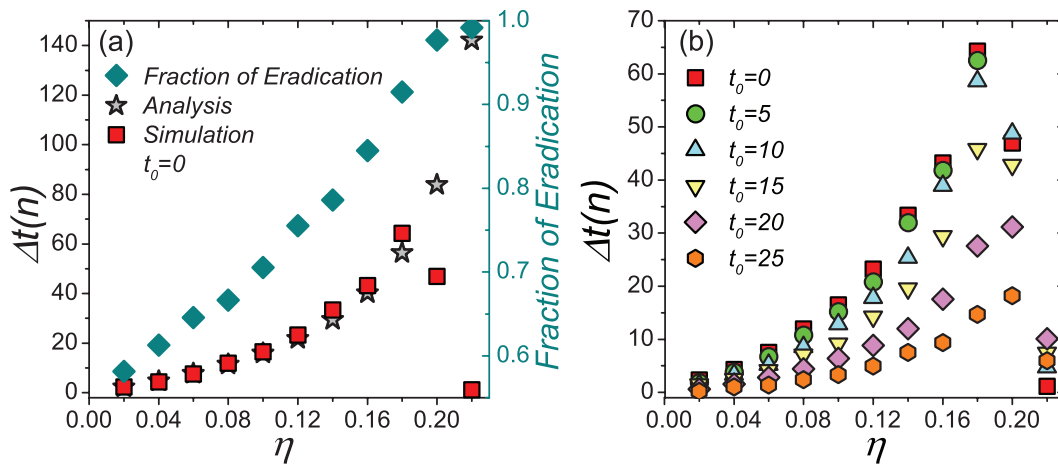 (a)
Fraction of Eradication
Analysis
Simulation
t0=0
Δt(n)
140
120
100
80
60
40
20
0
0.00 0.04 0.08 0.12 0.16 0.20
η
1.0
0.9
0.8
0.7
0.6
Fraction of Eradication
(b)
t0=0
t0=5
t0=10
t0=15
t0=20
t0=25
Δt(n)
70
60
50
40
30
20
10
0
0.00 0.04 0.08 0.12 0.16 0.20
η